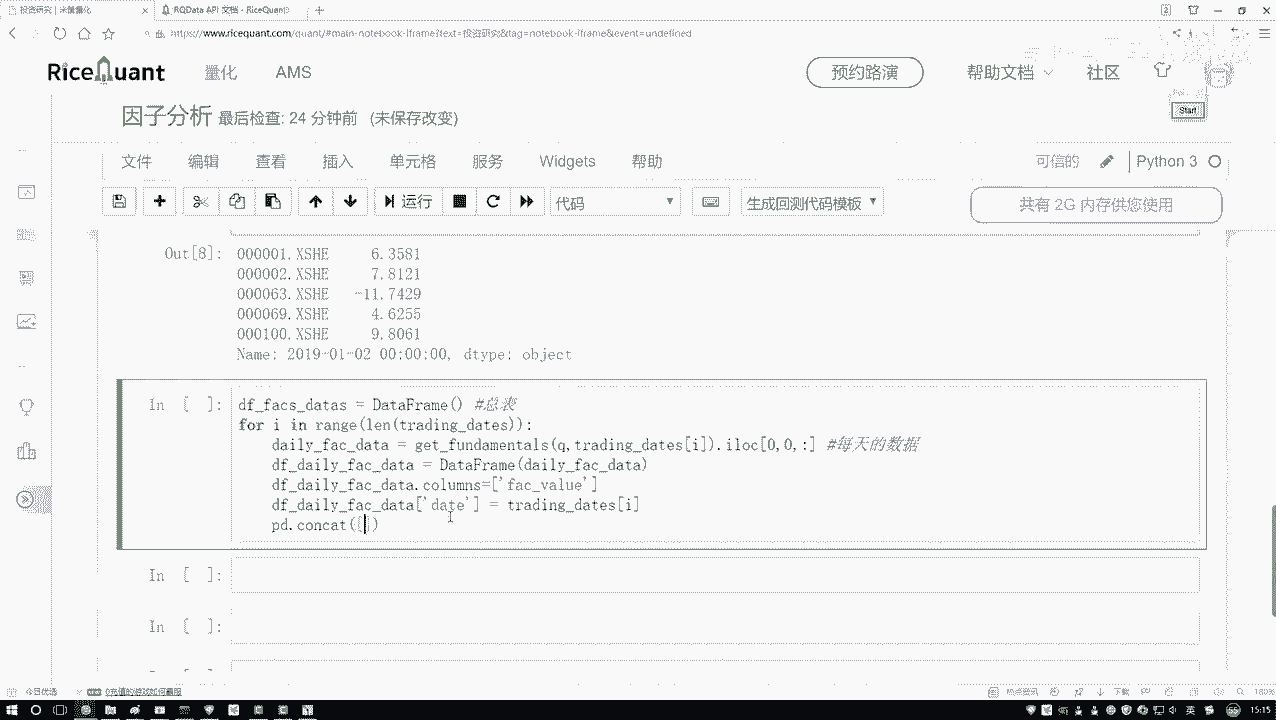 投资研究 | 米筐量化
RQData API 文档 - RiceQuant
https://www.ricequant.com/quant/#main-notebook-iframe?text=投资研究&tag=notebook-iframe&event=undefined
RiceQuant 量化 AMS 预约路演 帮助文档 社区
Start
因子分析 最后检查: 24 分钟前 (未保存改变)
文件 编辑 查看 插入 单元格 服务 Widgets 帮助 可信的 Python 3
运行 代码 生成回测代码模板 共有 2G 内存供您使用
Out[8]: 000001.XSHE 6.3581
000002.XSHE 7.8121
000063.XSHE -11.7429
000069.XSHE 4.6255
000100.XSHE 9.8061
Name: 2019-01-02 00:00:00, dtype: object
In [ ]: df_facs_datas = DataFrame() #总表
for i in range(len(trading_dates)):
daily_fac_data = get_fundamentals(q,trading_dates[i]).iloc[0,0,:] #每天的数据
df_daily_fac_data = DataFrame(daily_fac_data)
df_daily_fac_data.columns=['fac_value']
df_daily_fac_data['date'] = trading_dates[i]
pd.concat([])
In [ ]:
In [ ]:
今日优选
下载 160%
英 15:15